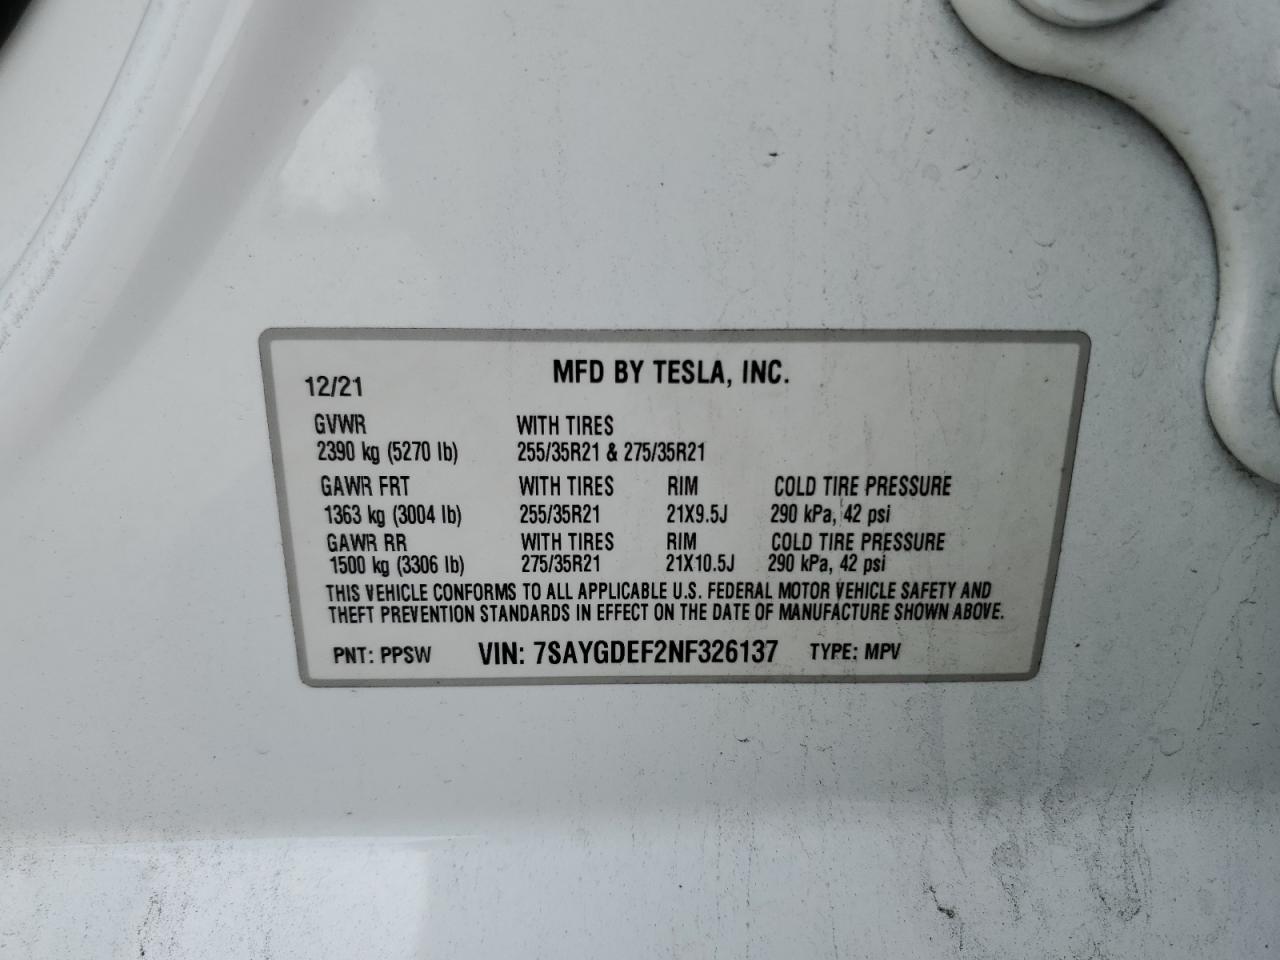 MFD BY TESLA, INC.
12/21
GVWR WITH TIRES
2390 kg (5270 lb) 255/35R21 & 275/35R21
GAWR FRT WITH TIRES RIM COLD TIRE PRESSURE
1363 kg (3004 lb) 255/35R21 21X9.5J 290 kPa, 42 psi
GAWR RR WITH TIRES RIM COLD TIRE PRESSURE
1500 kg (3306 lb) 275/35R21 21X10.5J 290 kPa, 42 psi
THIS VEHICLE CONFORMS TO ALL APPLICABLE U.S. FEDERAL MOTOR VEHICLE SAFETY AND
THEFT PREVENTION STANDARDS IN EFFECT ON THE DATE OF MANUFACTURE SHOWN ABOVE.
PNT: PPSW VIN: 7SAYGDEF2NF326137 TYPE: MPV